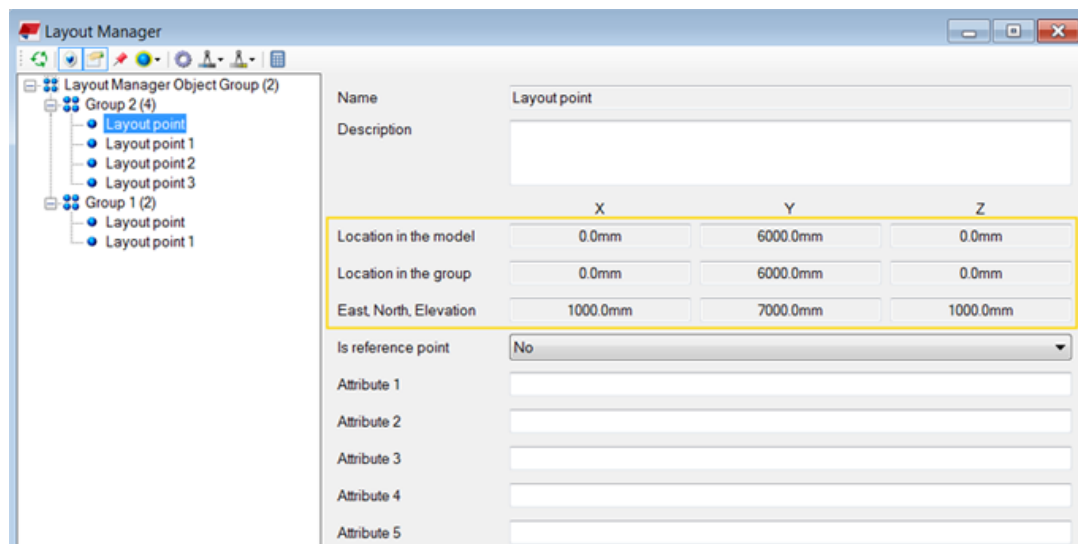 Layout Manager
Layout Manager Object Group (2)
Group 2 (4)
Layout point
Layout point 1
Layout point 2
Layout point 3
Group 1 (2)
Layout point
Layout point 1
Name Layout point
Description
X Y Z
Location in the model 0.0mm 6000.0mm 0.0mm
Location in the group 0.0mm 6000.0mm 0.0mm
East, North, Elevation 1000.0mm 7000.0mm 1000.0mm
Is reference point No
Attribute 1
Attribute 2
Attribute 3
Attribute 4
Attribute 5